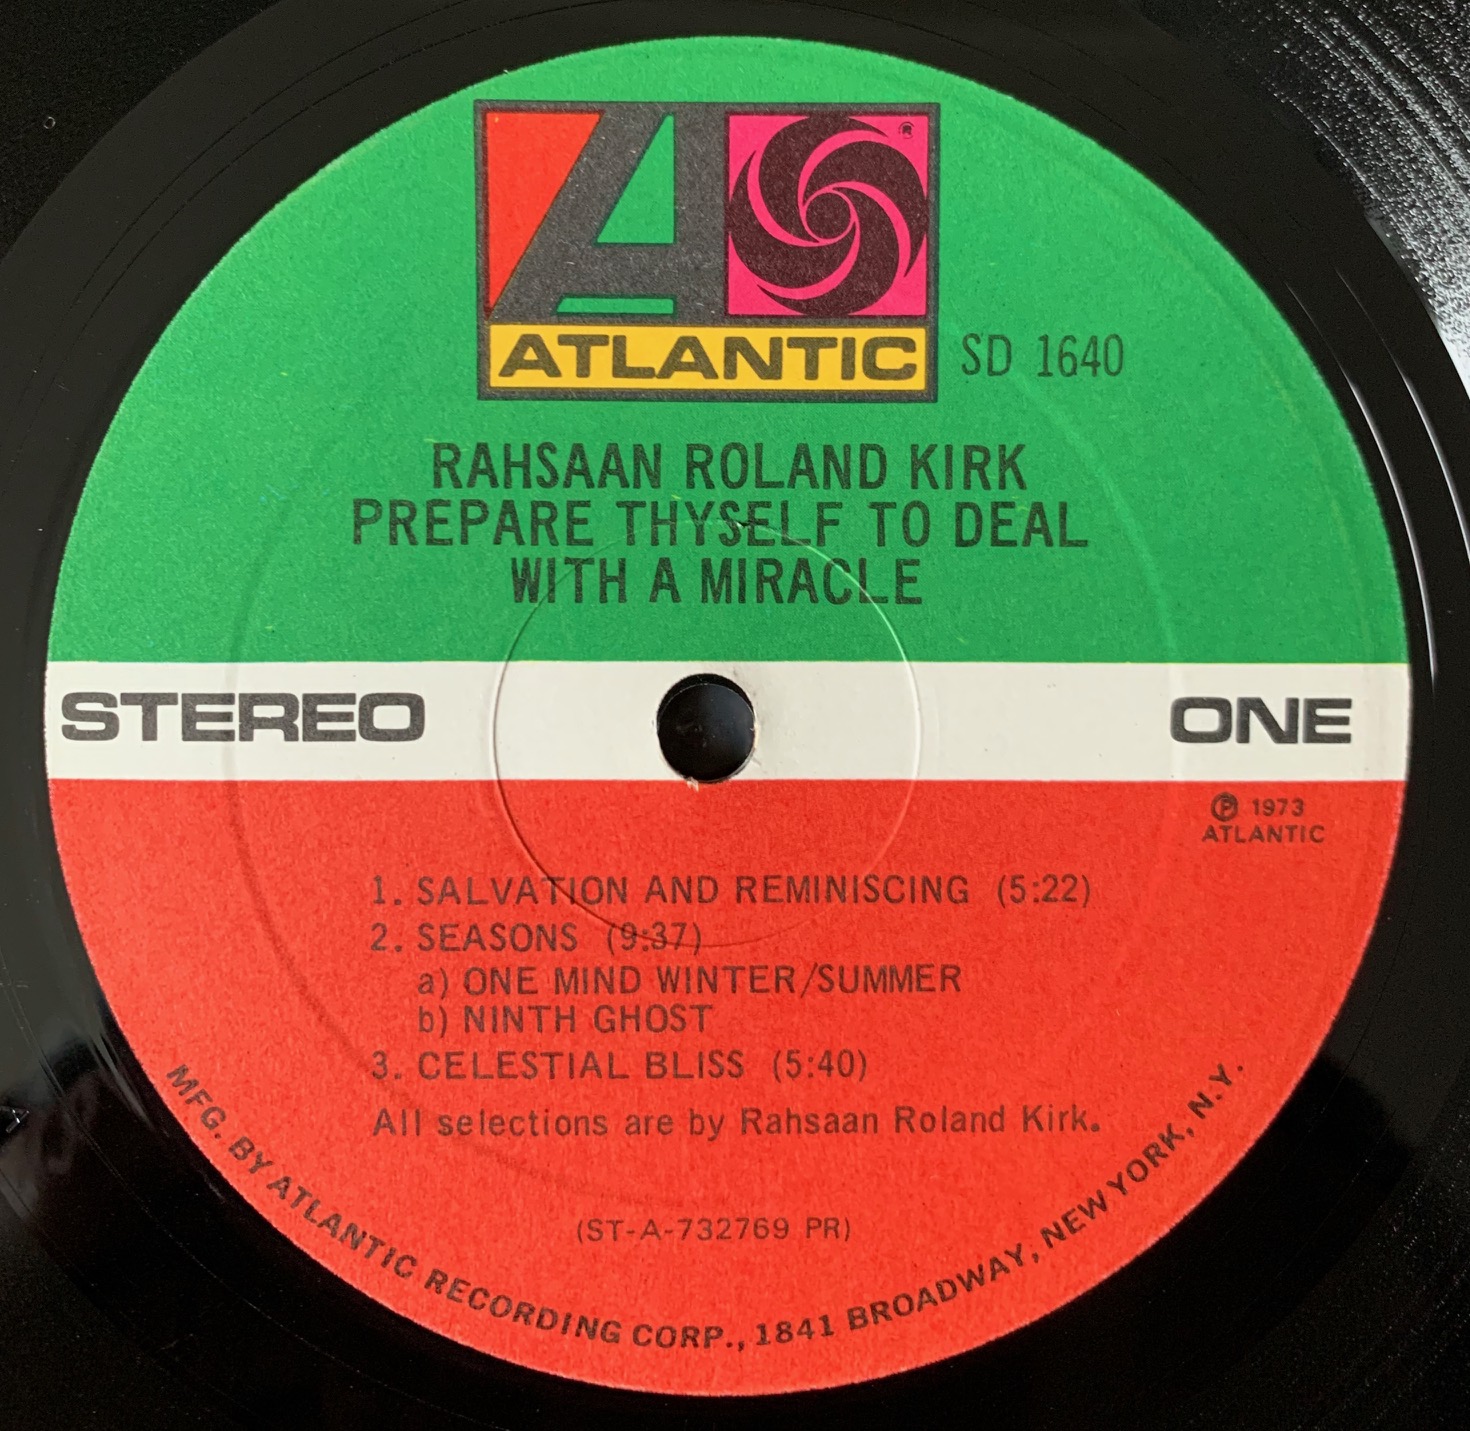 ATLANTIC
SD 1640
RAHSAAN ROLAND KIRK
PREPARE THYSELF TO DEAL
WITH A MIRACLE
STEREO
ONE
℗ 1973
ATLANTIC
1. SALVATION AND REMINISCING (5:22)
2. SEASONS (9:37)
a) ONE MIND WINTER/SUMMER
b) NINTH GHOST
3. CELESTIAL BLISS (5:40)
All selections are by Rahsaan Roland Kirk.
(ST-A-732769 PR)
MFG. BY ATLANTIC RECORDING CORP., 1841 BROADWAY, NEW YORK, N.Y.